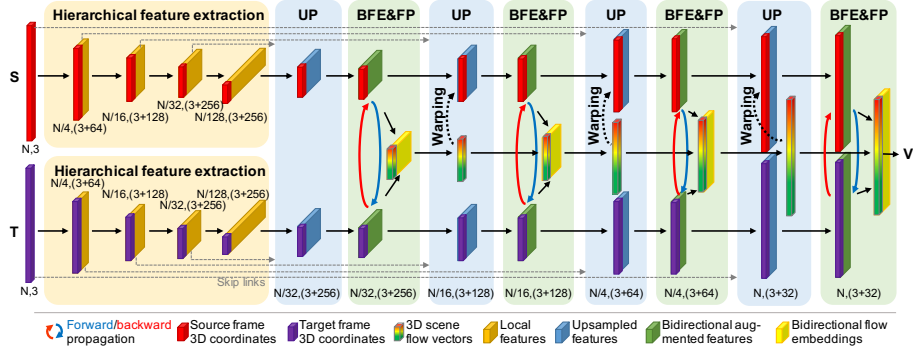 Hierarchical feature extraction
UP
BFE&FP
UP
BFE&FP
UP
BFE&FP
UP
BFE&FP
S
N,3
N/4,(3+64)
N/16,(3+128)
N/32,(3+256)
N/128,(3+256)
Warping
Warping
Warping
V
Hierarchical feature extraction
N/4,(3+64)
N/16,(3+128)
N/32,(3+256)
N/128,(3+256)
T
N,3
Skip links
N/32,(3+256)
N/32,(3+256)
N/16,(3+128)
N/16,(3+128)
N/4,(3+64)
N/4,(3+64)
N,(3+32)
N,(3+32)
Forward/backward
propagation
Source frame
3D coordinates
Target frame
3D coordinates
3D scene
flow vectors
Local
features
Upsampled
features
Bidirectional aug-
mented features
Bidirectional flow
embeddings